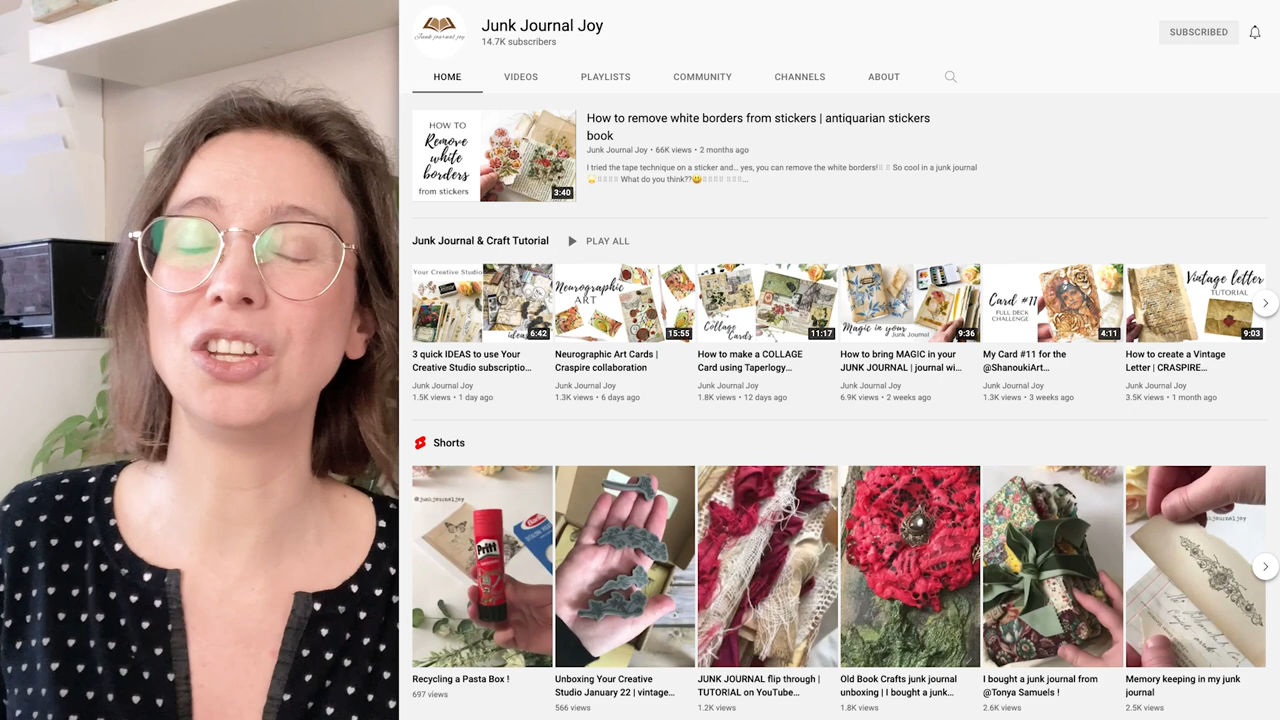 Junk Journal Joy
14.7K subscribers
Junk journal joy
SUBSCRIBED
HOME
VIDEOS
PLAYLISTS
COMMUNITY
CHANNELS
ABOUT
HOW TO
Remove
white
borders
from stickers
3:40
How to remove white borders from stickers | antiquarian stickers
book
Junk Journal Joy • 66K views • 2 months ago
I tried the tape technique on a sticker and... yes, you can remove the white borders! So cool in a junk journal
What do you think??
Junk Journal & Craft Tutorial
PLAY ALL
Your Creative Studio
ideas
6:42
Neurographic
ART
15:55
Collage
Cards
11:17
Magic in your
Junk Journal
9:36
CARD #11
FULL DECK
CHALLENGE
4:11
Vintage letter
TUTORIAL
9:03
3 quick IDEAS to use Your
Creative Studio subscriptio...
Junk Journal Joy
1.5K views • 1 day ago
Neurographic Art Cards |
Craspire collaboration
Junk Journal Joy
1.3K views • 6 days ago
How to make a COLLAGE
Card using Taperlogy...
Junk Journal Joy
1.8K views • 12 days ago
How to bring MAGIC in your
JUNK JOURNAL | journal wi...
Junk Journal Joy
6.9K views • 2 weeks ago
My Card #11 for the
@ShanoukiArt...
Junk Journal Joy
1.3K views • 3 weeks ago
How to create a Vintage
Letter | CRASPIRE...
Junk Journal Joy
3.5K views • 1 month ago
Shorts
@junkjournaljoy
Pritt
Recycling a Pasta Box !
697 views
Unboxing Your Creative
Studio January 22 | vintage...
566 views
JUNK JOURNAL flip through |
TUTORIAL on YouTube...
1.2K views
Old Book Crafts junk journal
unboxing | I bought a junk...
1.8K views
I bought a junk journal from
@Tonya Samuels !
2.6K views
Memory keeping in my junk
journal
2.5K views